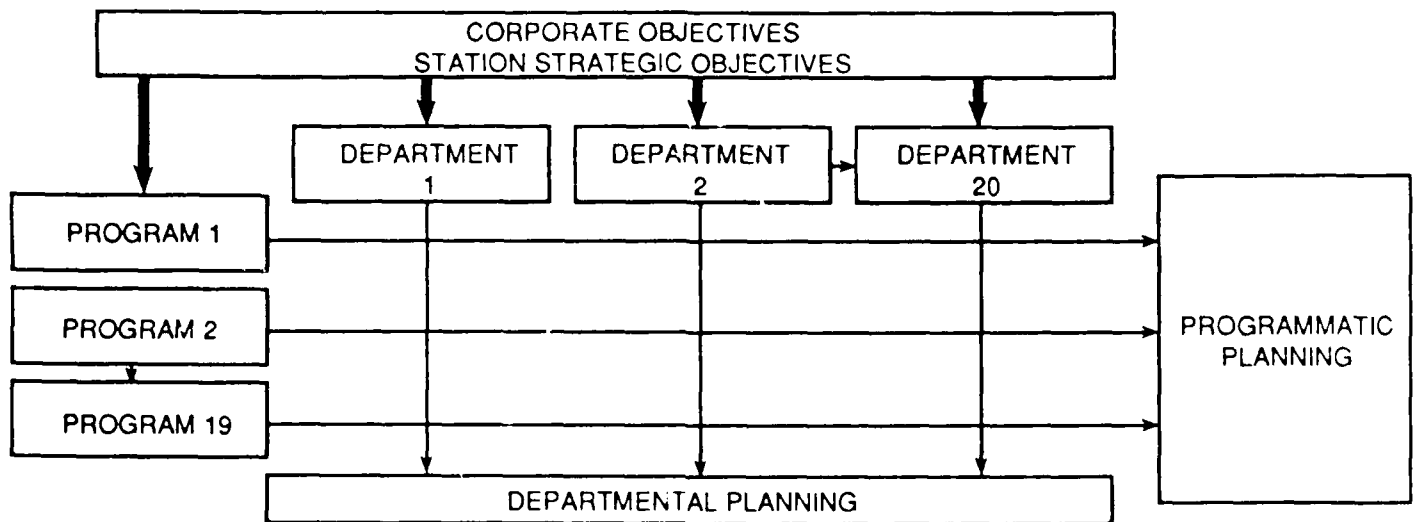 CORPORATE OBJECTIVES
STATION STRATEGIC OBJECTIVES
DEPARTMENT
1
DEPARTMENT
2
DEPARTMENT
20
PROGRAM 1
PROGRAM 2
PROGRAM 19
PROGRAMMATIC
PLANNING
DEPARTMENTAL PLANNING